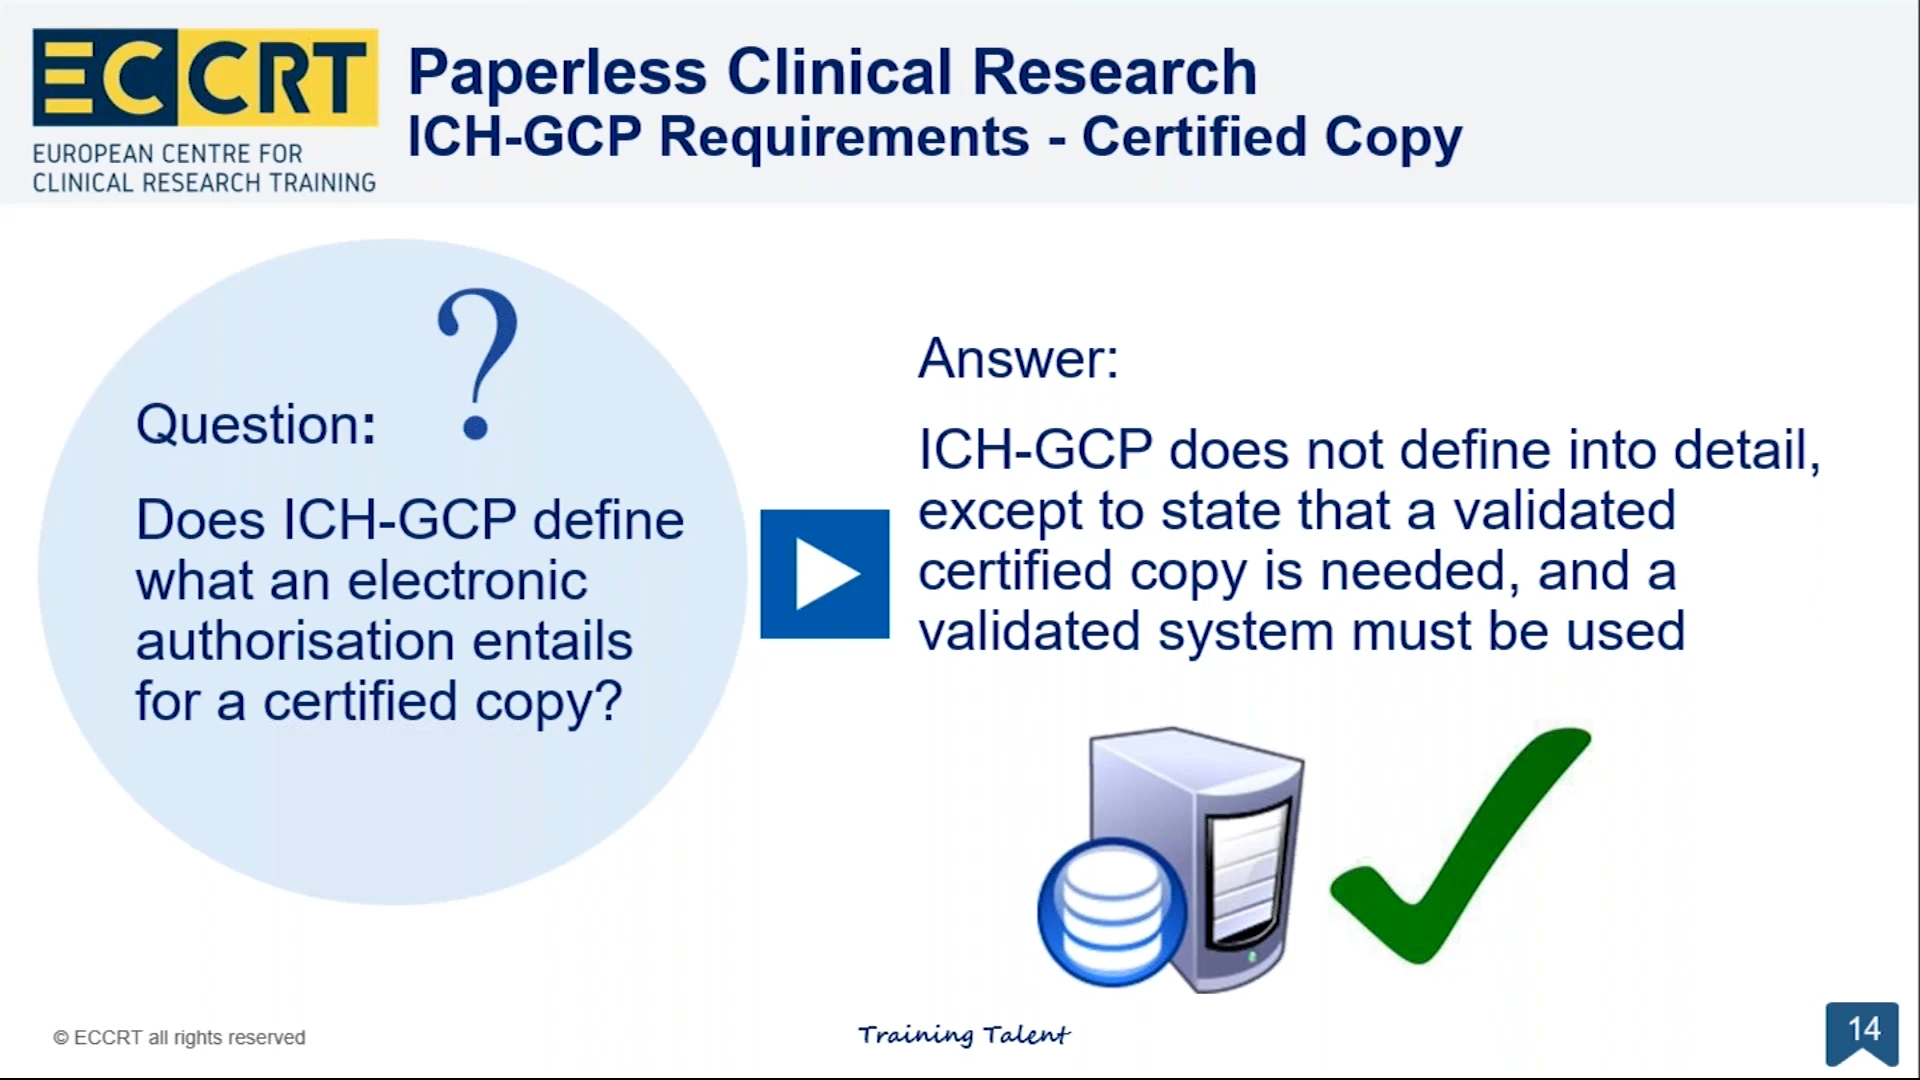 ECCRT
EUROPEAN CENTRE FOR
CLINICAL RESEARCH TRAINING
Paperless Clinical Research
ICH-GCP Requirements - Certified Copy
?
Question:
Does ICH-GCP define
what an electronic
authorisation entails
for a certified copy?
Answer:
ICH-GCP does not define into detail,
except to state that a validated
certified copy is needed, and a
validated system must be used
© ECCRT all rights reserved
Training Talent
14